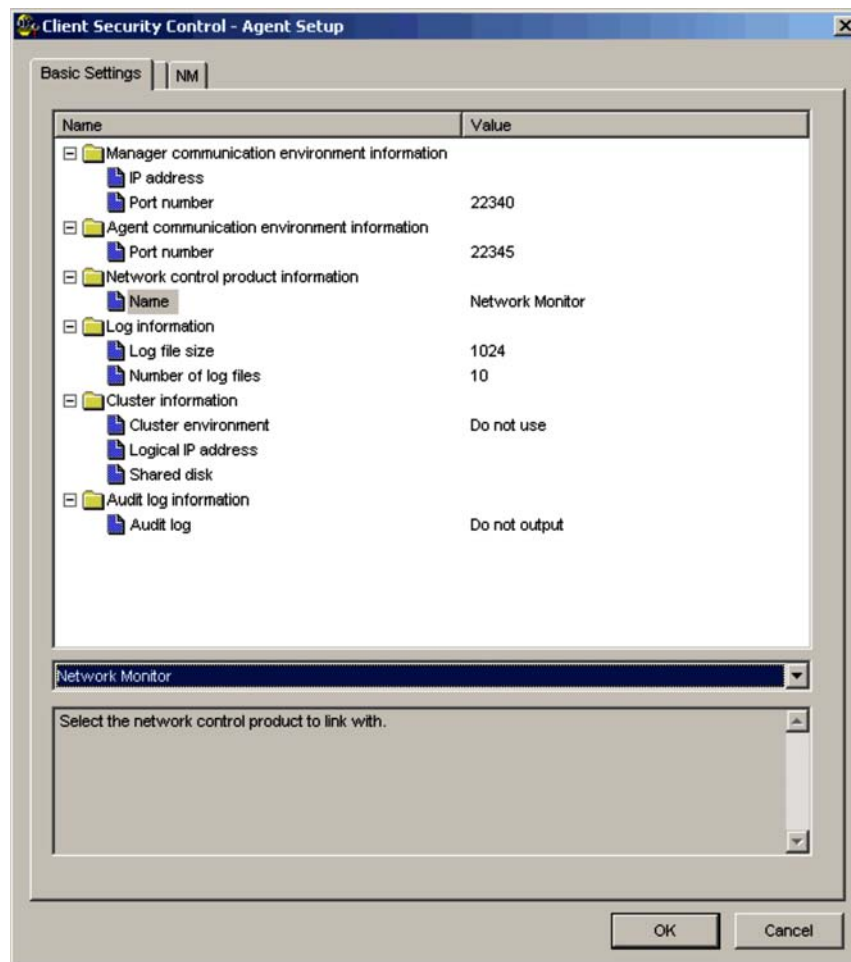 Client Security Control - Agent Setup
Basic Settings NM
Name Value
Manager communication environment information
IP address
Port number 22340
Agent communication environment information
Port number 22345
Network control product information
Name Network Monitor
Log information
Log file size 1024
Number of log files 10
Cluster information
Cluster environment Do not use
Logical IP address
Shared disk
Audit log information
Audit log Do not output
Network Monitor
Select the network control product to link with.
OK Cancel